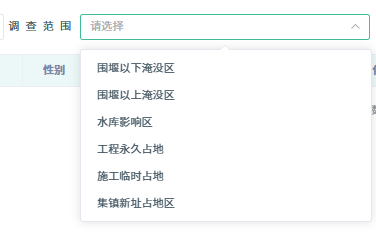 调查范围 请选择
性别
围堰以下淹没区
围堰以上淹没区
水库影响区
工程永久占地
施工临时占地
集镇新址占地区